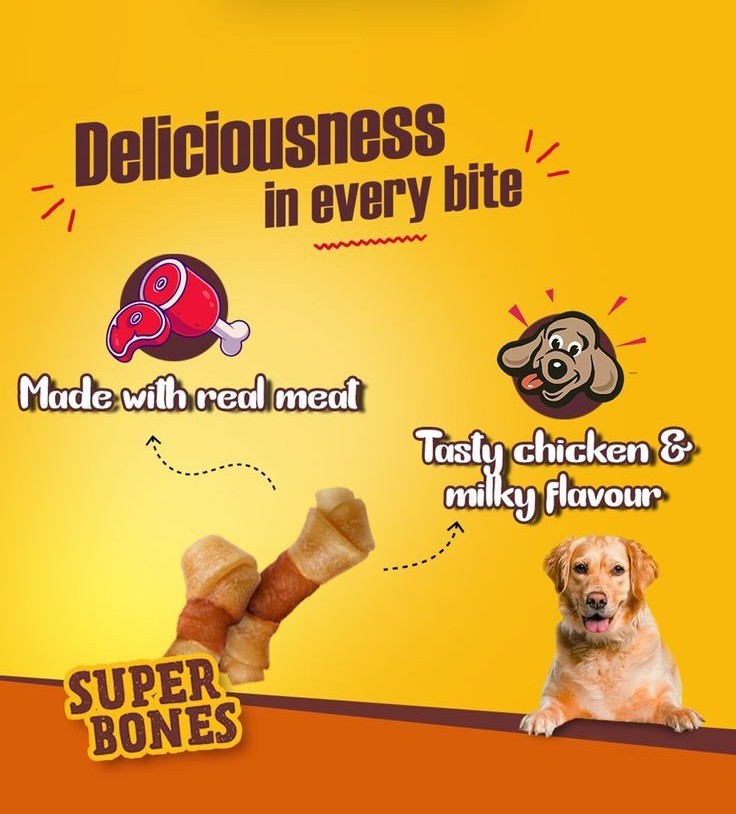 Deliciousness
in every bite
Made with real meat
Tasty chicken &
milky flavour
SUPER
BONES